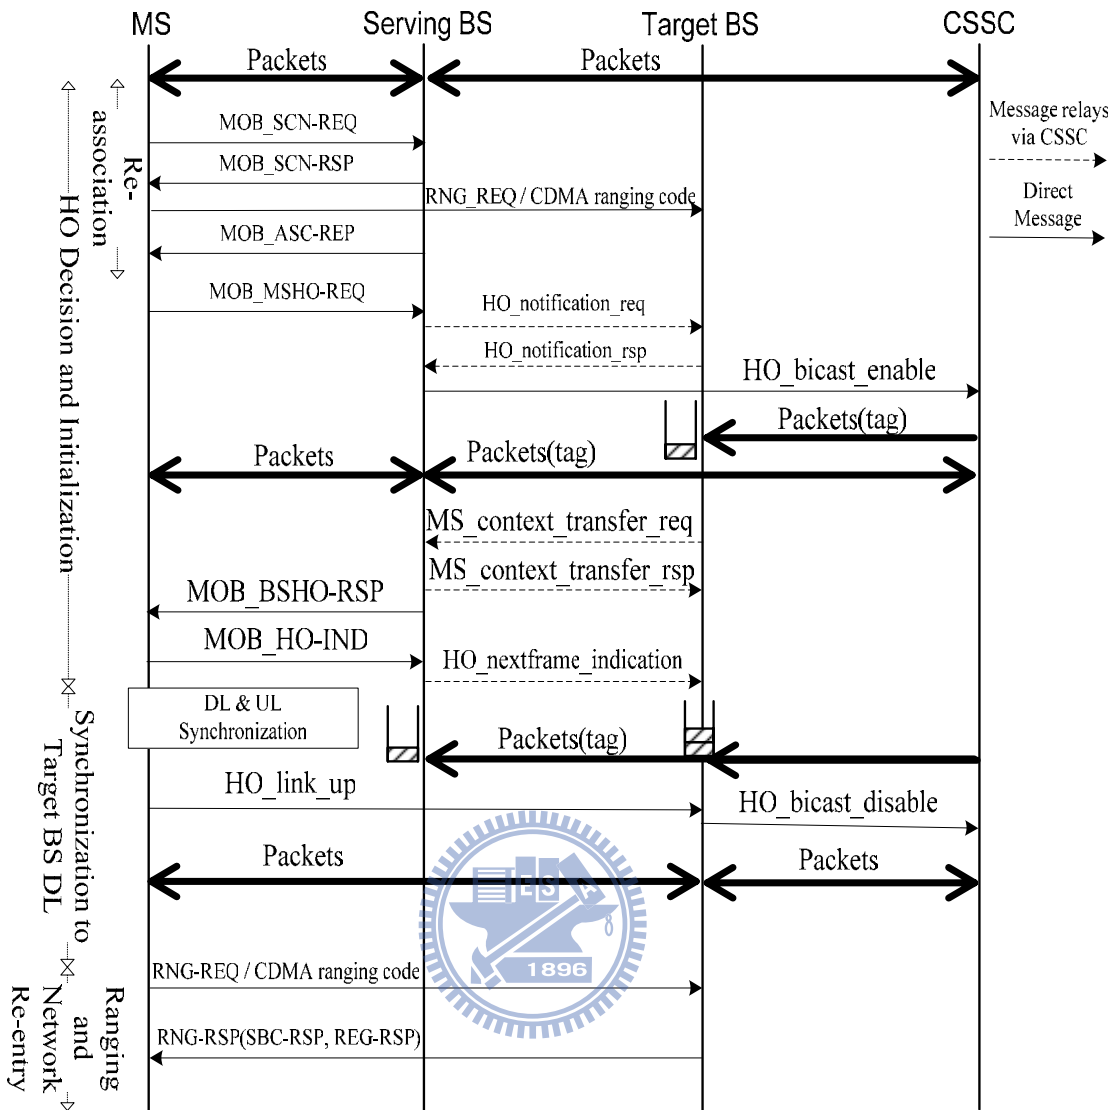 MS
Serving BS
Target BS
CSSC
Packets
Packets
Message relays
via CSSC
Direct
Message
MOB_SCN-REQ
MOB_SCN-RSP
RNG_REQ / CDMA ranging code
MOB_ASC-REP
MOB_MSHO-REQ
HO_notification_req
HO_notification_rsp
HO_bicast_enable
Packets(tag)
Packets
Packets(tag)
MS_context_transfer_req
MS_context_transfer_rsp
MOB_BSHO-RSP
MOB_HO-IND
HO_nextframe_indication
DL & UL
Synchronization
Packets(tag)
HO_link_up
HO_bicast_disable
Packets
Packets
E S A
1896
RNG-REQ / CDMA ranging code
RNG-RSP(SBC-RSP, REG-RSP)
Re-
association
HO Decision and Initialization
Synchronization to
Target BS DL
Ranging
and
Network
Re-entry